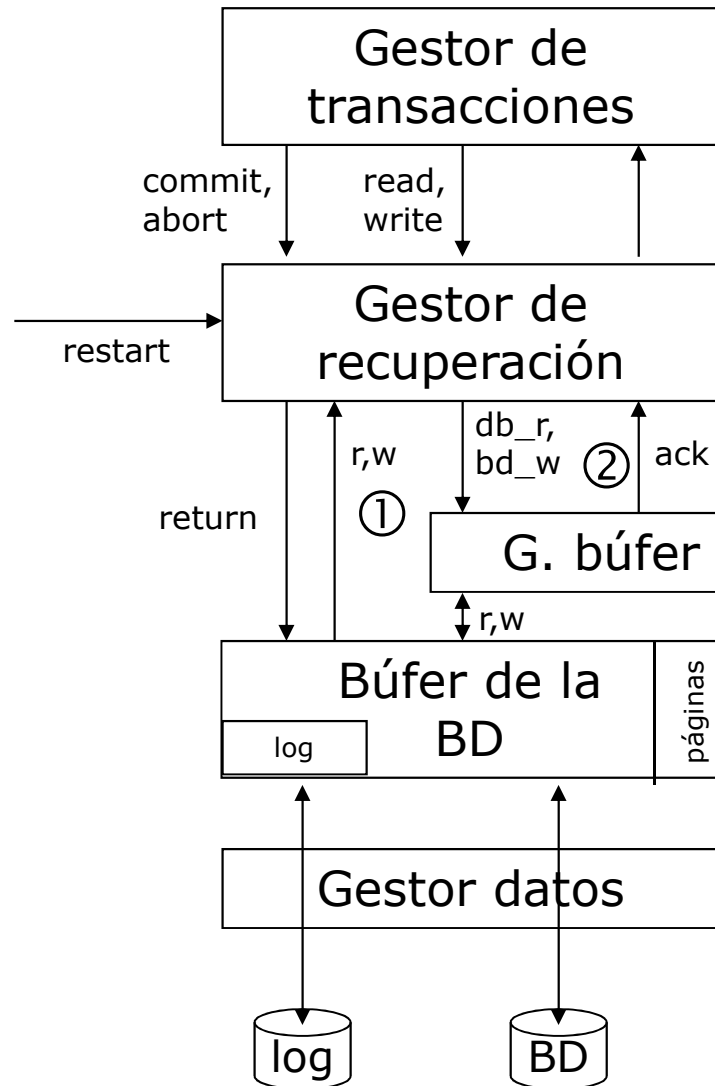 Gestor de
transacciones
commit,
abort
read,
write
Gestor de
recuperación
restart
return
r,w
①
db_r,
bd_w
②
ack
G. búfer
r,w
Búfer de la
BD
log
páginas
Gestor datos
log
BD